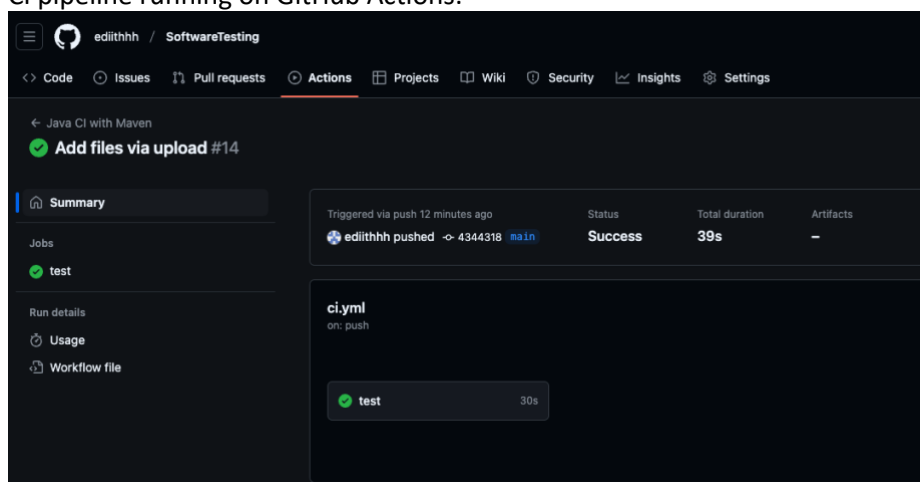 CI pipeline running on GitHub Actions:
ediithhh / SoftwareTesting
Code Issues Pull requests Actions Projects Wiki Security Insights Settings
← Java CI with Maven
Add files via upload #14
Summary
Jobs
test
Run details
Usage
Workflow file
Triggered via push 12 minutes ago
ediithhh pushed 4344318 main
Status
Success
Total duration
39s
Artifacts
–
ci.yml
on: push
test 30s